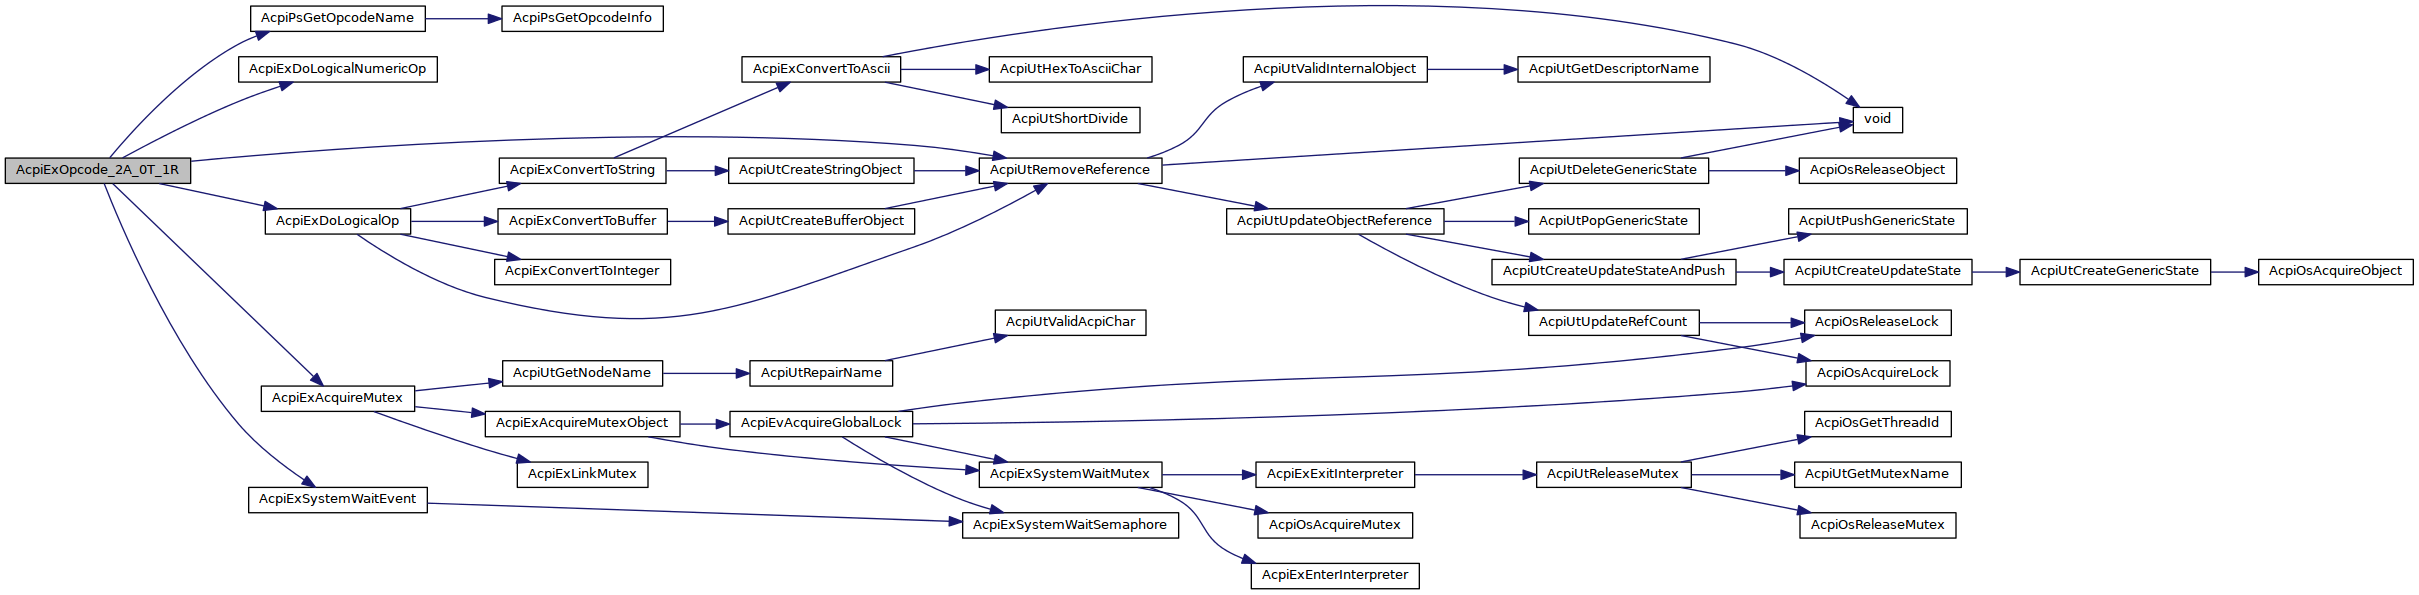 AcpiPsGetOpcodeName
AcpiPsGetOpcodeInfo
AcpiExDoLogicalNumericOp
AcpiExConvertToAscii
AcpiUtHexToAsciiChar
AcpiUtValidInternalObject
AcpiUtGetDescriptorName
AcpiUtShortDivide
void
AcpiExOpcode_2A_0T_1R
AcpiExConvertToString
AcpiUtCreateStringObject
AcpiUtRemoveReference
AcpiUtDeleteGenericState
AcpiOsReleaseObject
AcpiExDoLogicalOp
AcpiExConvertToBuffer
AcpiUtCreateBufferObject
AcpiUtUpdateObjectReference
AcpiUtPopGenericState
AcpiUtPushGenericState
AcpiExConvertToInteger
AcpiUtCreateUpdateStateAndPush
AcpiUtCreateUpdateState
AcpiUtCreateGenericState
AcpiOsAcquireObject
AcpiUtValidAcpiChar
AcpiUtUpdateRefCount
AcpiOsReleaseLock
AcpiUtGetNodeName
AcpiUtRepairName
AcpiOsAcquireLock
AcpiExAcquireMutex
AcpiExAcquireMutexObject
AcpiEvAcquireGlobalLock
AcpiOsGetThreadId
AcpiExLinkMutex
AcpiExSystemWaitMutex
AcpiExExitInterpreter
AcpiUtReleaseMutex
AcpiUtGetMutexName
AcpiExSystemWaitEvent
AcpiExSystemWaitSemaphore
AcpiOsAcquireMutex
AcpiOsReleaseMutex
AcpiExEnterInterpreter